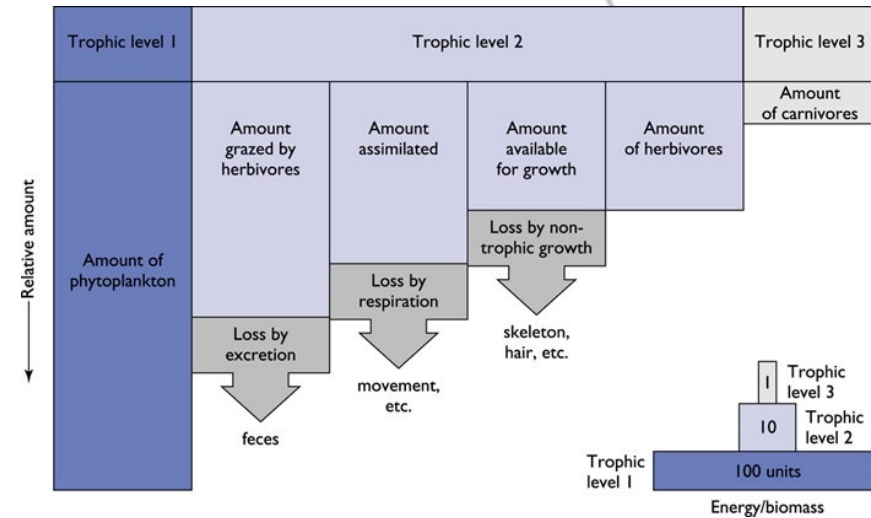 Trophic level 1
Trophic level 2
Trophic level 3
Amount
of carnivores
Amount
grazed by
herbivores
Amount
assimilated
Amount
available
for growth
Amount
of herbivores
Relative amount
Amount of
phytoplankton
Loss by
excretion
feces
Loss by
respiration
movement,
etc.
Loss by non-
trophic growth
skeleton,
hair, etc.
1
Trophic
level 3
10
Trophic
level 2
Trophic
level 1
100 units
Energy/biomass